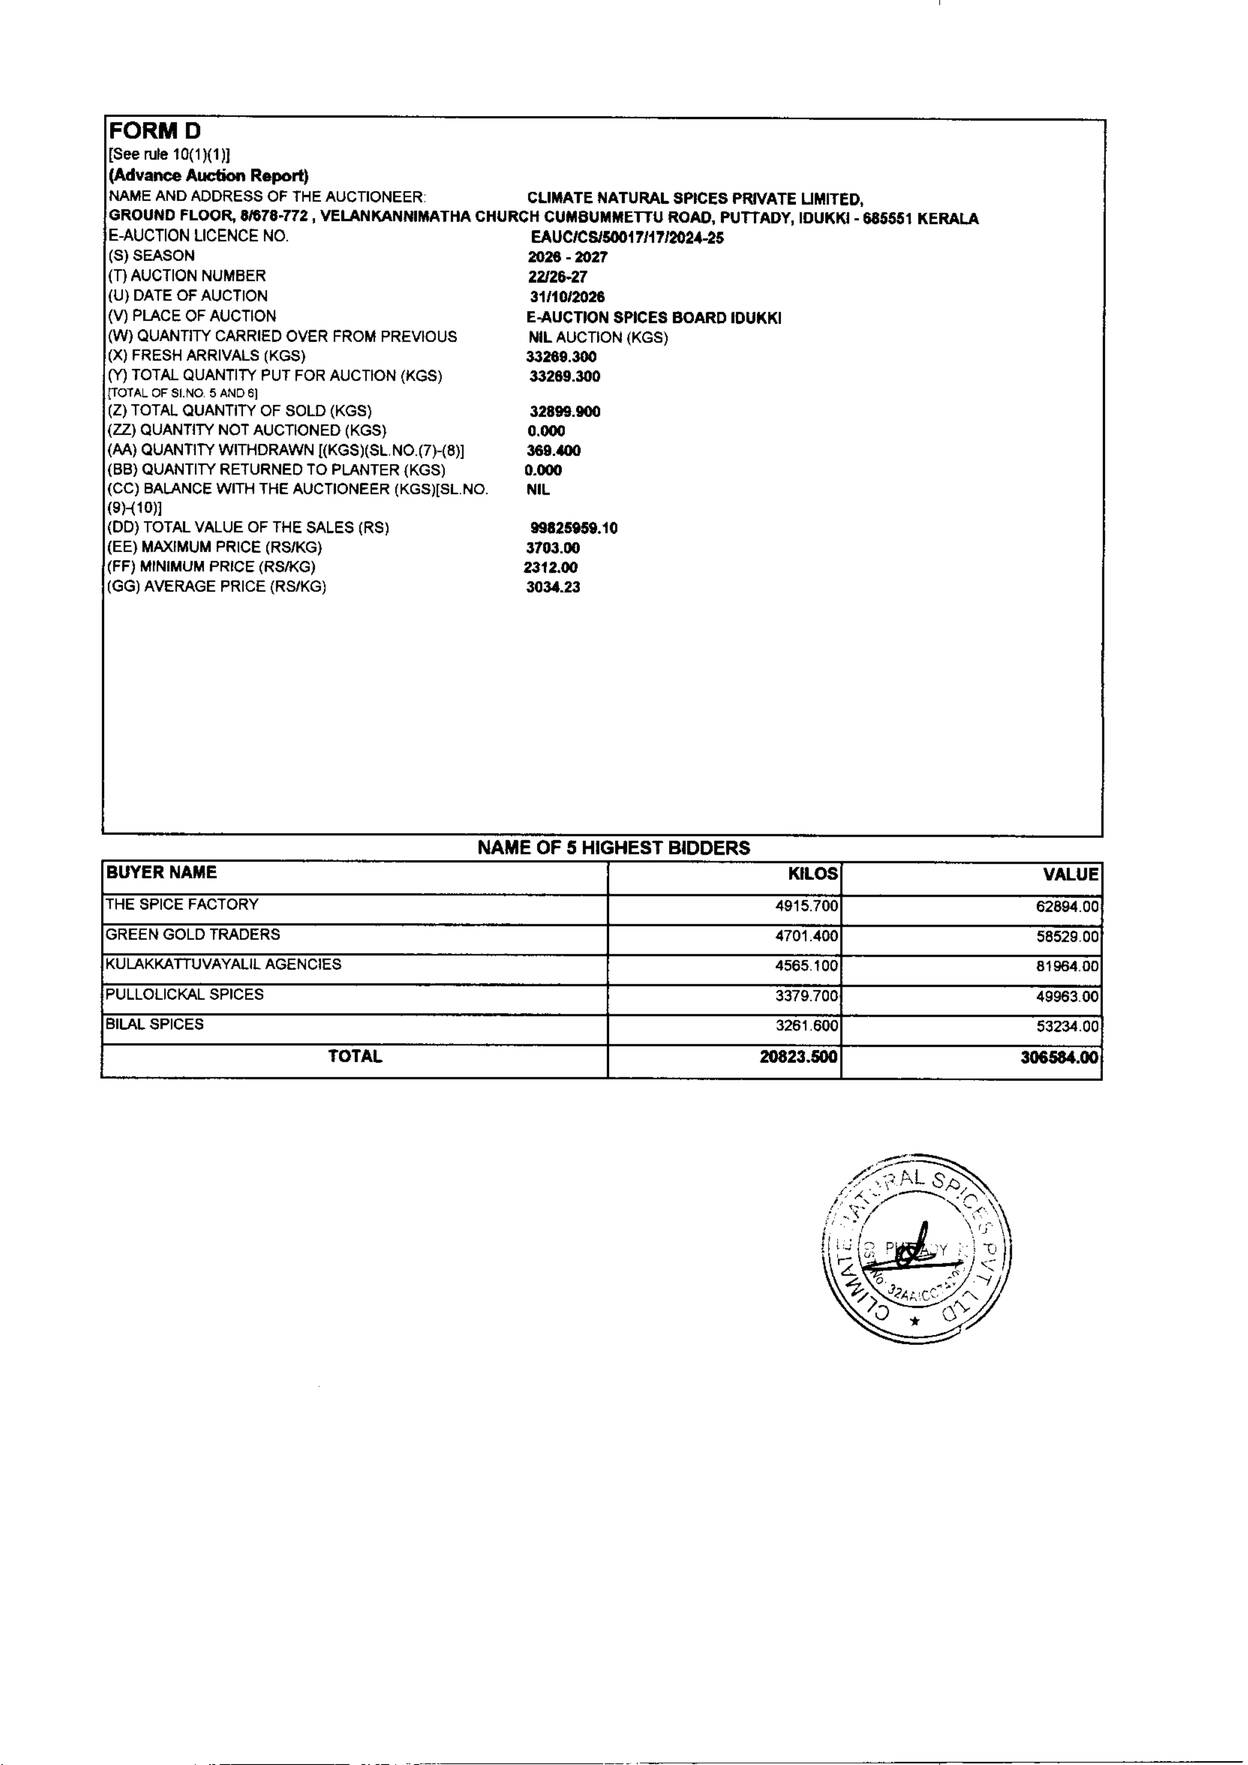 FORM D
[See rule 10(1)(1)]
(Advance Auction Report)
NAME AND ADDRESS OF THE AUCTIONEER: CLIMATE NATURAL SPICES PRIVATE LIMITED,
GROUND FLOOR, 8/678-772 , VELANKANNIMATHA CHURCH CUMBUMMETTU ROAD, PUTTADY, IDUKKI - 685551 KERALA
E-AUCTION LICENCE NO. EAUC/CS/50017/17/2024-25
(S) SEASON 2026 - 2027
(T) AUCTION NUMBER 22/26-27
(U) DATE OF AUCTION 31/10/2026
(V) PLACE OF AUCTION E-AUCTION SPICES BOARD IDUKKI
(W) QUANTITY CARRIED OVER FROM PREVIOUS NIL AUCTION (KGS)
(X) FRESH ARRIVALS (KGS) 33269.300
(Y) TOTAL QUANTITY PUT FOR AUCTION (KGS) 33269.300
[TOTAL OF SI.NO. 5 AND 6]
(Z) TOTAL QUANTITY OF SOLD (KGS) 32899.900
(ZZ) QUANTITY NOT AUCTIONED (KGS) 0.000
(AA) QUANTITY WITHDRAWN [(KGS)(SL.NO.(7)-(8)] 369.400
(BB) QUANTITY RETURNED TO PLANTER (KGS) 0.000
(CC) BALANCE WITH THE AUCTIONEER (KGS)[SL.NO. NIL
(9)-(10)]
(DD) TOTAL VALUE OF THE SALES (RS) 99825959.10
(EE) MAXIMUM PRICE (RS/KG) 3703.00
(FF) MINIMUM PRICE (RS/KG) 2312.00
(GG) AVERAGE PRICE (RS/KG) 3034.23
NAME OF 5 HIGHEST BIDDERS
BUYER NAME KILOS VALUE
THE SPICE FACTORY 4915.700 62894.00
GREEN GOLD TRADERS 4701.400 58529.00
KULAKKATTUVAYALIL AGENCIES 4565.100 81964.00
PULLOLICKAL SPICES 3379.700 49963.00
BILAL SPICES 3261.600 53234.00
TOTAL 20823.500 306584.00
CLIMATE NATURAL SPICES PVT. LTD